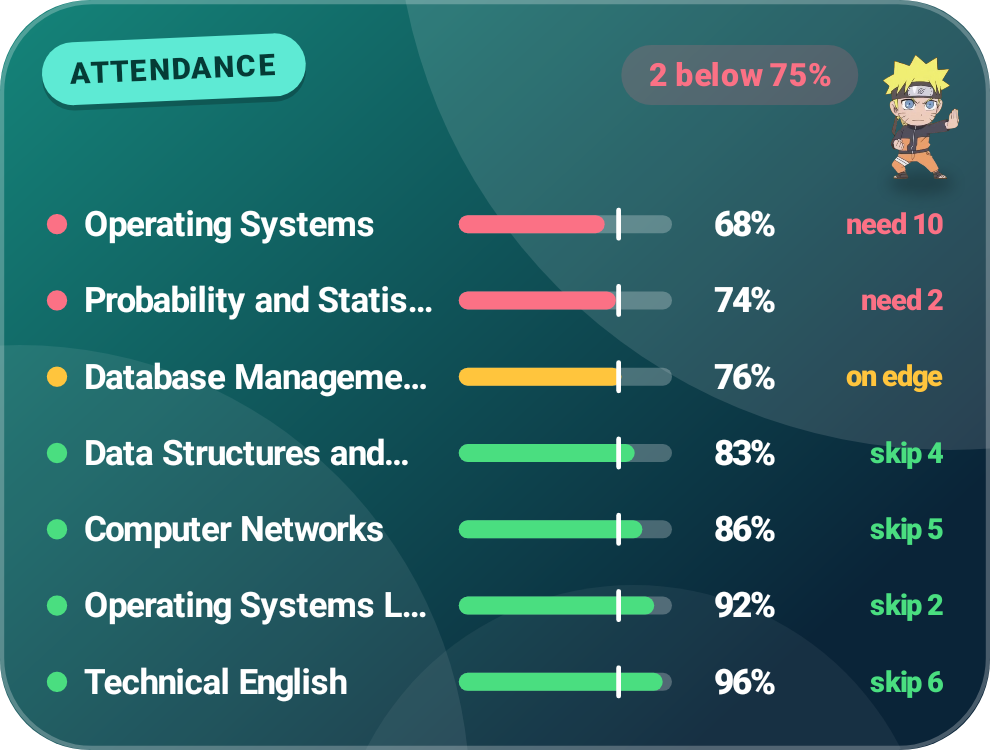 ATTENDANCE
2 below 75%
Operating Systems 68% need 10
Probability and Statis... 74% need 2
Database Manageme... 76% on edge
Data Structures and... 83% skip 4
Computer Networks 86% skip 5
Operating Systems L... 92% skip 2
Technical English 96% skip 6